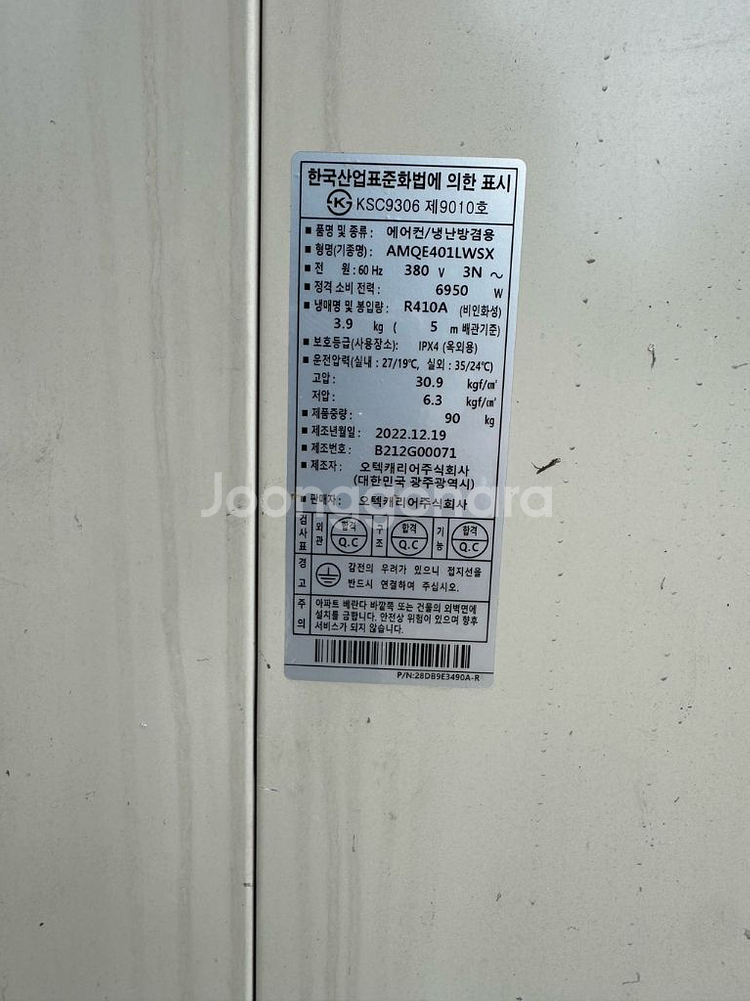 한국산업표준화법에 의한 표시
KSC9306 제9010호
품명 및 종류: 에어컨/냉난방겸용
형명(기종명): AMQE401LWSX
전 원: 60 Hz 380 V 3N ~
정격 소비 전력: 6950 W
냉매명 및 봉입량: R410A (비인화성)
3.9 kg ( 5 m 배관기준)
보호등급(사용장소): IPX4 (옥외용)
운전압력(실내: 27/19℃, 실외: 35/24℃)
고압: 30.9 kgf/㎠
저압: 6.3 kgf/㎠
제품중량: 90 kg
제조년월일: 2022.12.19
제조번호: B212G00071
제조자: 오텍캐리어주식회사
(대한민국 광주광역시)
판매자: 오텍캐리어주식회사
Joonggonara
검사표 외관 합격 Q.C 구조 합격 Q.C 기능 합격 Q.C
경고 감전의 우려가 있으니 접지선을
반드시 연결하여 주십시오.
주의 아파트 베란다 바깥쪽 또는 건물의 외벽면에
설치를 금합니다. 안전상 위험이 있으며 향후
서비스가 되지 않습니다.
P/N:28DB9E3490A-R